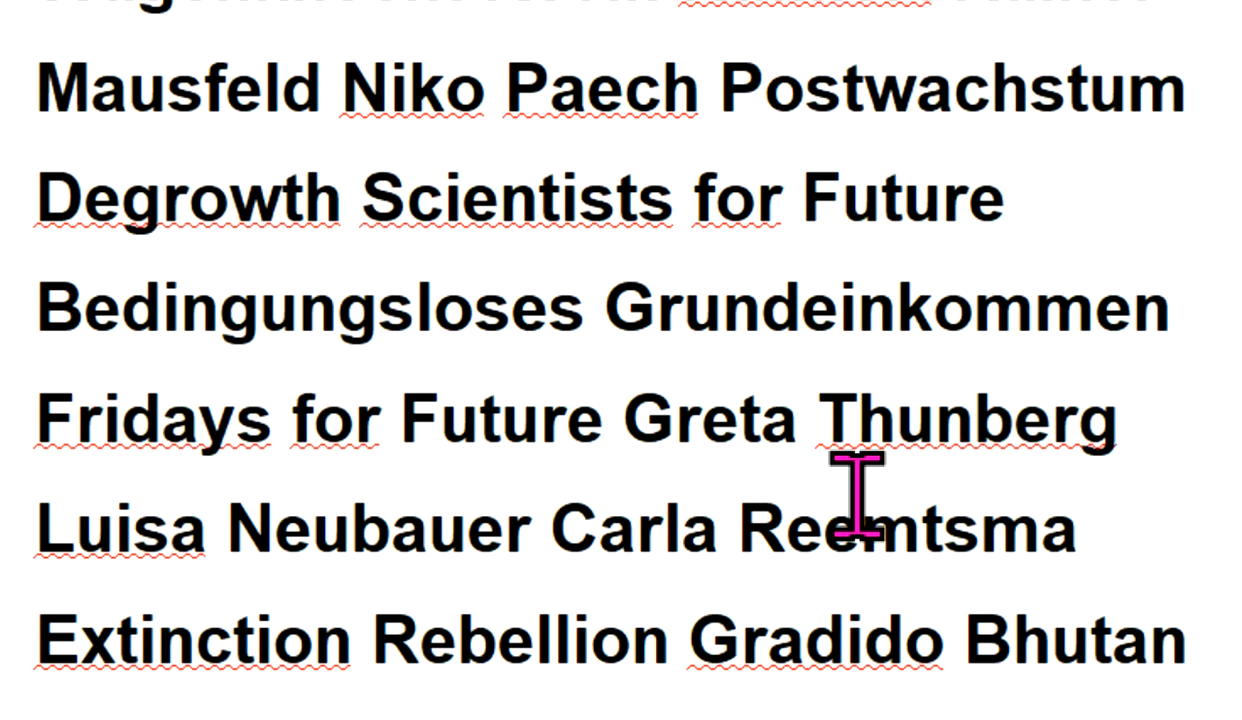 Mausfeld Niko Paech Postwachstum
Degrowth Scientists for Future
Bedingungsloses Grundeinkommen
Fridays for Future Greta Thunberg
Luisa Neubauer Carla Reemtsma
Extinction Rebellion Gradido Bhutan